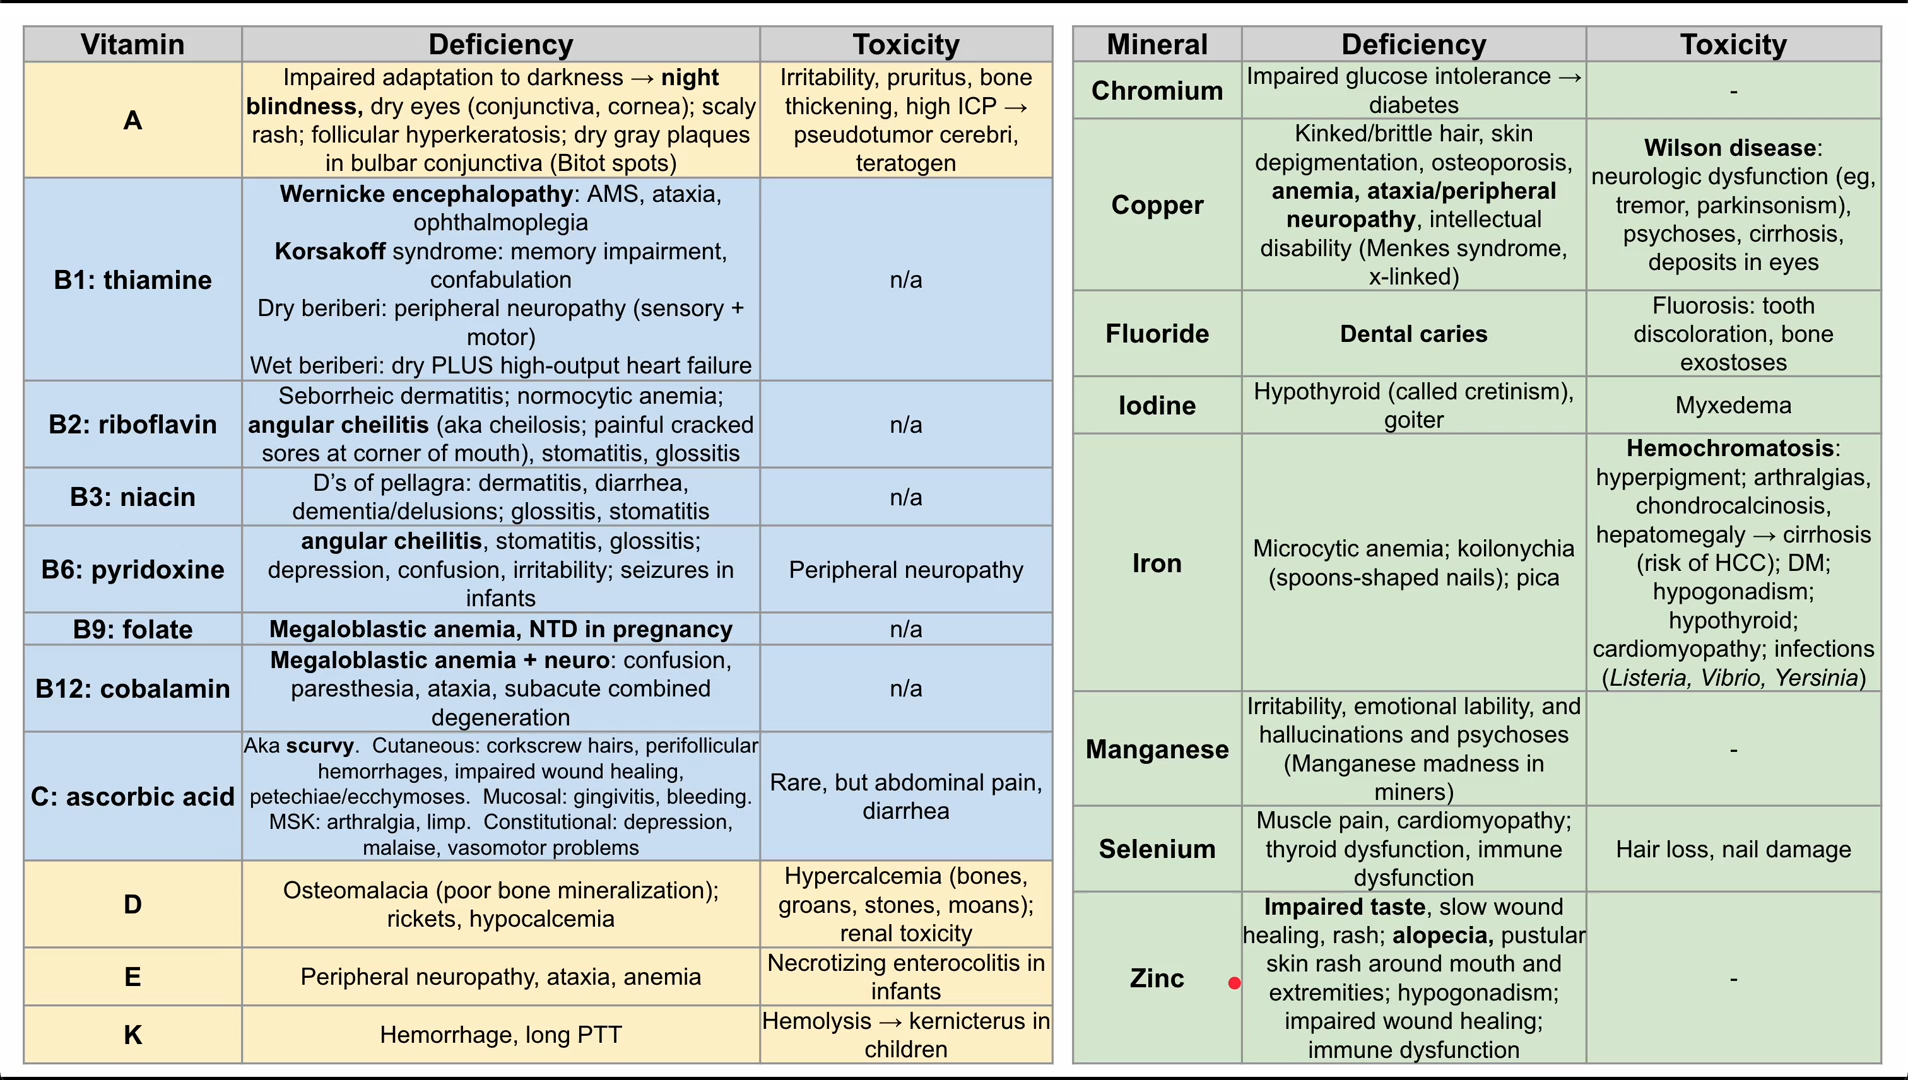 Vitamin
Deficiency
Toxicity
A
Impaired adaptation to darkness → night
blindness, dry eyes (conjunctiva, cornea); scaly
rash; follicular hyperkeratosis; dry gray plaques
in bulbar conjunctiva (Bitot spots)
Irritability, pruritus, bone
thickening, high ICP →
pseudotumor cerebri,
teratogen
B1: thiamine
Wernicke encephalopathy: AMS, ataxia,
ophthalmoplegia
Korsakoff syndrome: memory impairment,
confabulation
Dry beriberi: peripheral neuropathy (sensory +
motor)
Wet beriberi: dry PLUS high-output heart failure
n/a
B2: riboflavin
Seborrheic dermatitis; normocytic anemia;
angular cheilitis (aka cheilosis; painful cracked
sores at corner of mouth), stomatitis, glossitis
n/a
B3: niacin
D’s of pellagra: dermatitis, diarrhea,
dementia/delusions; glossitis, stomatitis
n/a
B6: pyridoxine
angular cheilitis, stomatitis, glossitis;
depression, confusion, irritability; seizures in
infants
Peripheral neuropathy
B9: folate
Megaloblastic anemia, NTD in pregnancy
n/a
B12: cobalamin
Megaloblastic anemia + neuro: confusion,
paresthesia, ataxia, subacute combined
degeneration
n/a
C: ascorbic acid
Aka scurvy. Cutaneous: corkscrew hairs, perifollicular
hemorrhages, impaired wound healing,
petechiae/ecchymoses. Mucosal: gingivitis, bleeding.
MSK: arthralgia, limp. Constitutional: depression,
malaise, vasomotor problems
Rare, but abdominal pain,
diarrhea
D
Osteomalacia (poor bone mineralization);
rickets, hypocalcemia
Hypercalcemia (bones,
groans, stones, moans);
renal toxicity
E
Peripheral neuropathy, ataxia, anemia
Necrotizing enterocolitis in
infants
K
Hemorrhage, long PTT
Hemolysis → kernicterus in
children
Mineral
Deficiency
Toxicity
Chromium
Impaired glucose intolerance →
diabetes
-
Copper
Kinked/brittle hair, skin
depigmentation, osteoporosis,
anemia, ataxia/peripheral
neuropathy, intellectual
disability (Menkes syndrome,
x-linked)
Wilson disease:
neurologic dysfunction (eg,
tremor, parkinsonism),
psychoses, cirrhosis,
deposits in eyes
Fluoride
Dental caries
Fluorosis: tooth
discoloration, bone
exostoses
Iodine
Hypothyroid (called cretinism),
goiter
Myxedema
Iron
Microcytic anemia; koilonychia
(spoons-shaped nails); pica
Hemochromatosis:
hyperpigment; arthralgias,
chondrocalcinosis,
hepatomegaly → cirrhosis
(risk of HCC); DM;
hypogonadism;
hypothyroid;
cardiomyopathy; infections
(Listeria, Vibrio, Yersinia)
Manganese
Irritability, emotional lability, and
hallucinations and psychoses
(Manganese madness in
miners)
-
Selenium
Muscle pain, cardiomyopathy;
thyroid dysfunction, immune
dysfunction
Hair loss, nail damage
Zinc
Impaired taste, slow wound
healing, rash; alopecia, pustular
skin rash around mouth and
extremities; hypogonadism;
impaired wound healing;
immune dysfunction
-